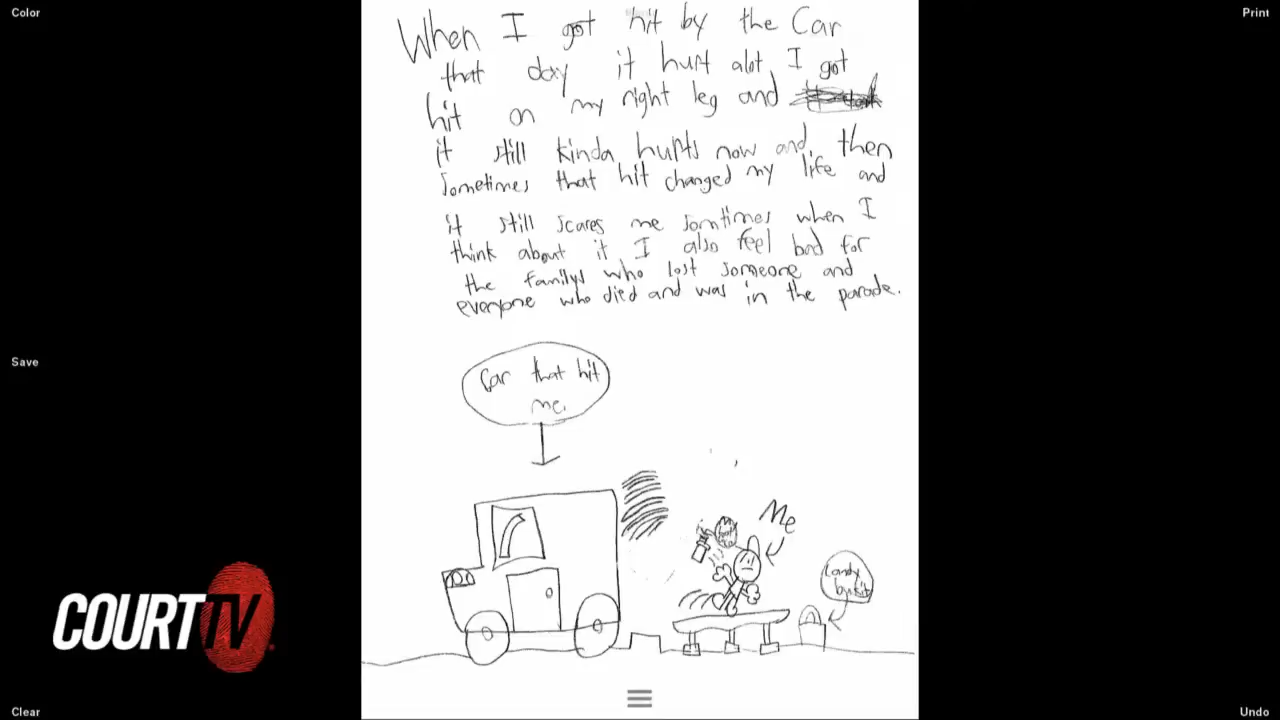 Color
Print
When I got hit by the Car
that day it hurt alot, I got
hit on my right leg and
it still kinda hurts now and, then
sometimes that hit changed my life and
it still scares me somtimes when I
think about it I also feel bad for
the familys who lost someone and
everyone who died and was in the parade.
Save
Car that hit
me.
Me
Candy
COURT TV
Clear
Undo